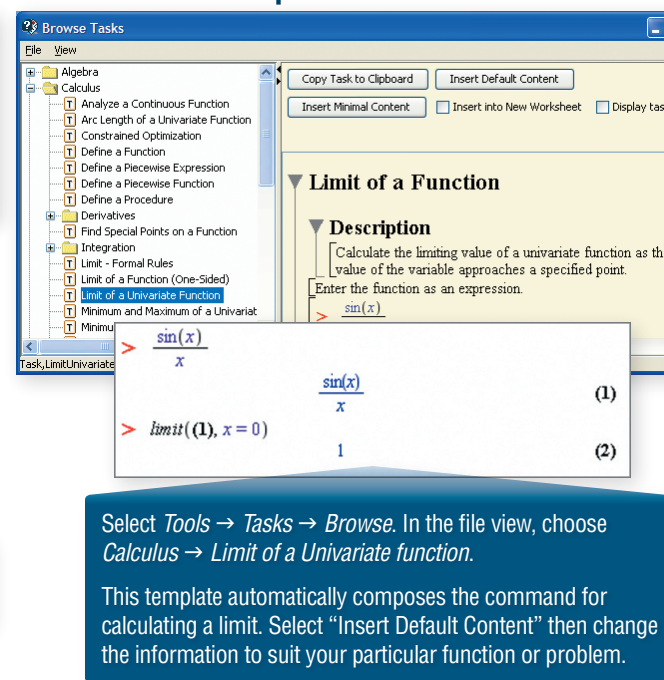 Browse Tasks
File View
Algebra
Calculus
Analyze a Continuous Function
Arc Length of a Univariate Function
Constrained Optimization
Define a Function
Define a Piecewise Expression
Define a Piecewise Function
Define a Procedure
Derivatives
Find Special Points on a Function
Integration
Limit - Formal Rules
Limit of a Function (One-Sided)
Limit of a Univariate Function
Minimum and Maximum of a Univariat
Minimu
Task,LimitUnivariate
Copy Task to Clipboard Insert Default Content
Insert Minimal Content Insert into New Worksheet Display tas
Limit of a Function
Description
Calculate the limiting value of a univariate function as th
value of the variable approaches a specified point.
Enter the function as an expression.
> sin(x)
> sin(x)
x
sin(x)
x (1)
> limit((1), x = 0)
1 (2)
Select Tools → Tasks → Browse. In the file view, choose
Calculus → Limit of a Univariate function.
This template automatically composes the command for
calculating a limit. Select “Insert Default Content” then change
the information to suit your particular function or problem.